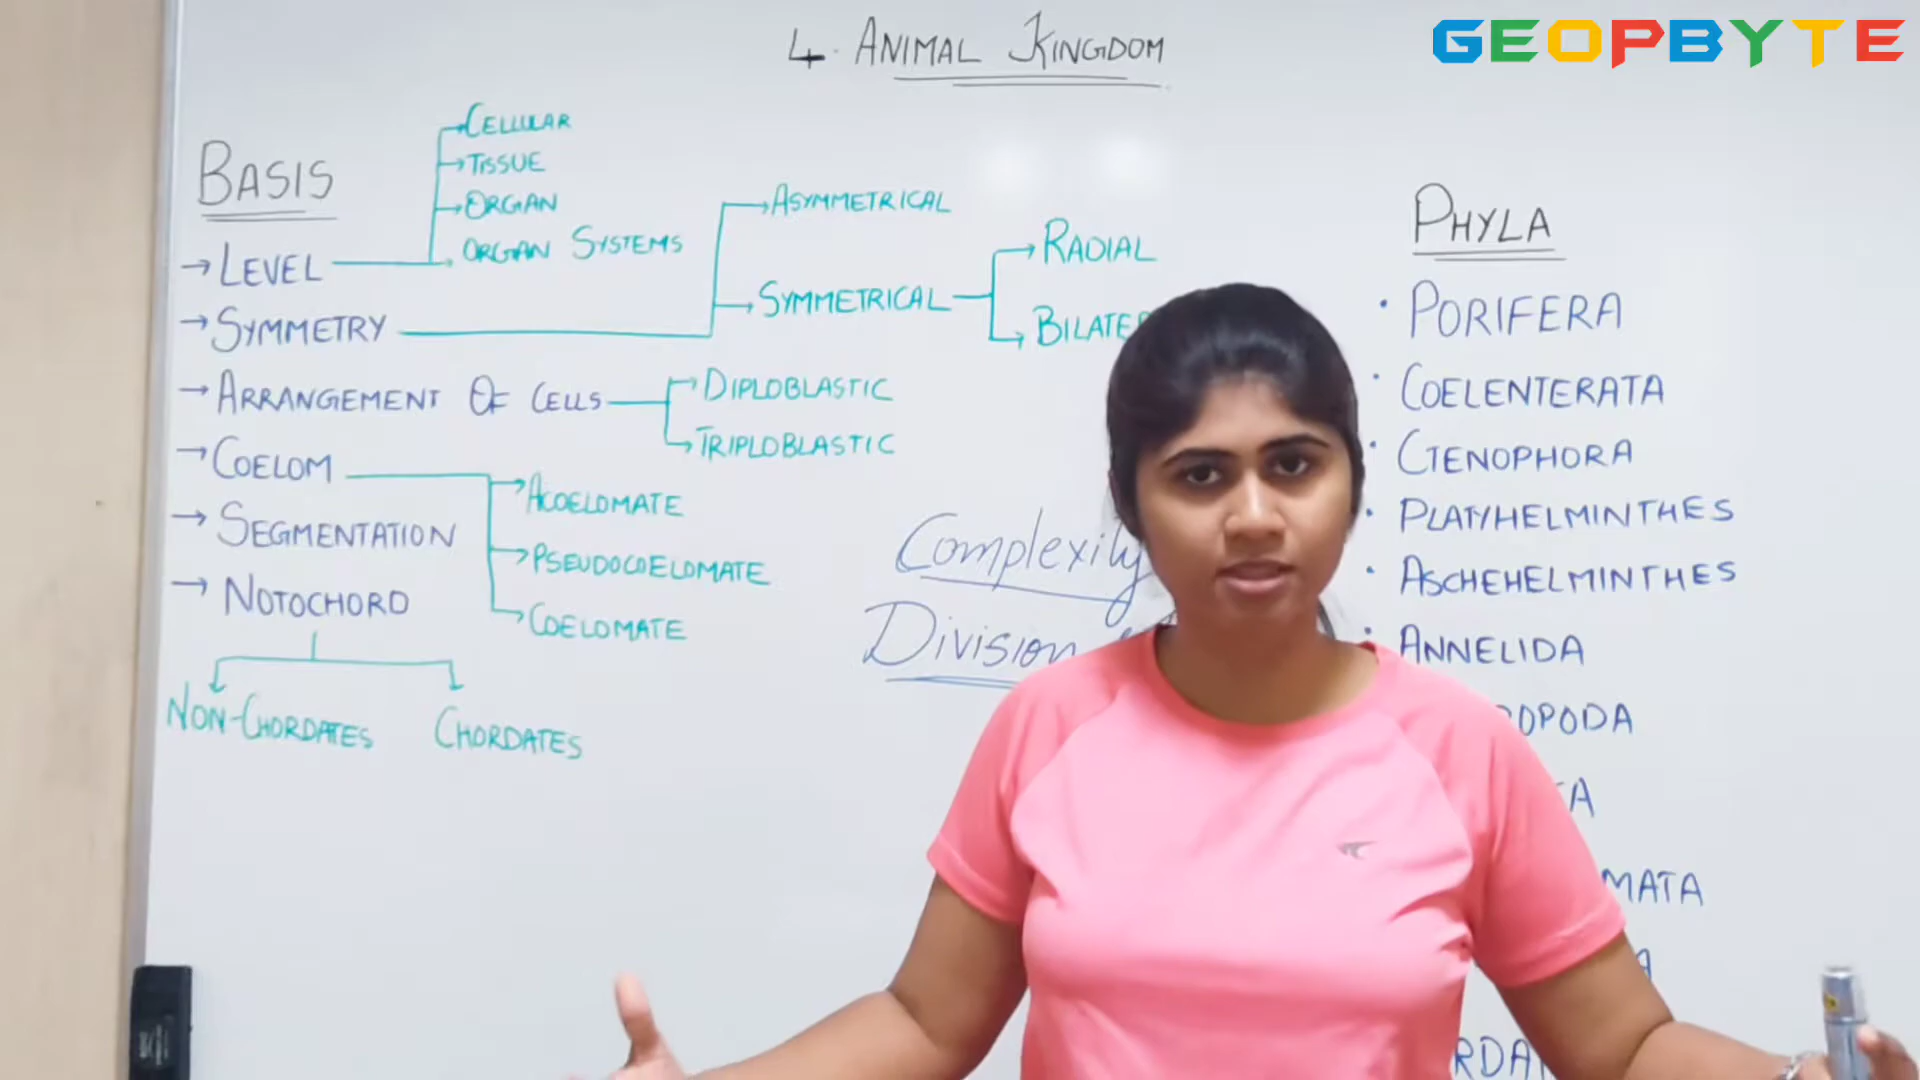 4. ANIMAL KINGDOM
GEOPBYTE
BASIS
→ LEVEL
→ CELLULAR
→ TISSUE
→ ORGAN
ORGAN SYSTEMS
→ SYMMETRY
→ ASYMMETRICAL
→ SYMMETRICAL
→ RADIAL
→ ARRANGEMENT OF CELLS
→ DIPLOBLASTIC
→ TRIPLOBLASTIC
→ COELOM
→ ACOELOMATE
→ PSEUDOCOELOMATE
→ COELOMATE
→ SEGMENTATION
→ NOTOCHORD
NON-CHORDATES
CHORDATES
Complexity
Division
PHYLA
• PORIFERA
• COELENTERATA
• CTENOPHORA
• PLATYHELMINTHES
• ASCHEHELMINTHES
• ANNELIDA